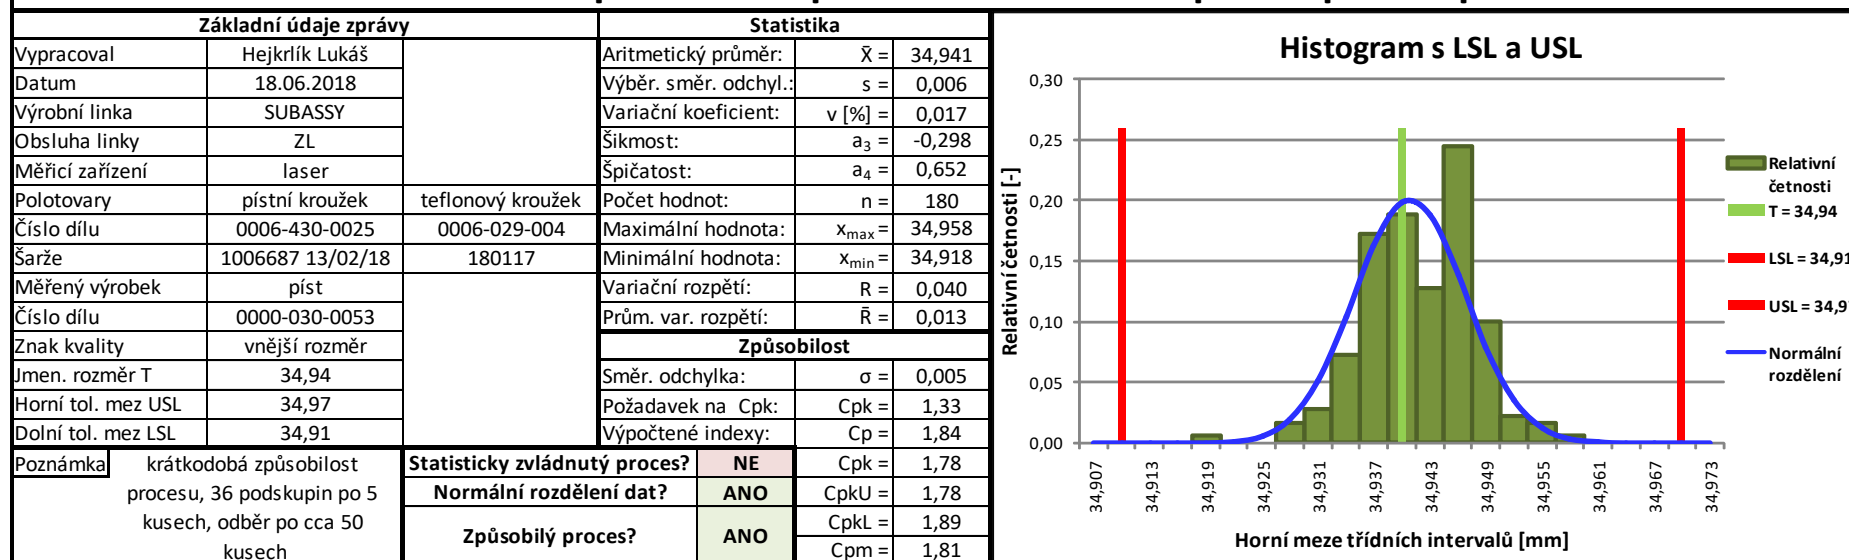 Základní údaje zprávy
Vypracoval Hejkrlík Lukáš
Datum 18.06.2018
Výrobní linka SUBASSY
Obsluha linky ZL
Měřicí zařízení laser
Polotovary pístní kroužek teflonový kroužek
Číslo dílu 0006-430-0025 0006-029-004
Šarže 1006687 13/02/18 180117
Měřený výrobek píst
Číslo dílu 0000-030-0053
Znak kvality vnější rozměr
Jmen. rozměr T 34,94
Horní tol. mez USL 34,97
Dolní tol. mez LSL 34,91
Poznámka krátkodobá způsobilost
procesu, 36 podskupin po 5
kusech, odběr po cca 50
kusech
Statisticky zvládnutý proces? NE
Normální rozdělení dat? ANO
Způsobilý proces? ANO
Statistika
Aritmetický průměr: X̄ = 34,941
Výběr. směr. odchyl.: s = 0,006
Variační koeficient: v [%] = 0,017
Šikmost: a3 = -0,298
Špičatost: a4 = 0,652
Počet hodnot: n = 180
Maximální hodnota: xmax = 34,958
Minimální hodnota: xmin = 34,918
Variační rozpětí: R = 0,040
Prům. var. rozpětí: R̄ = 0,013
Způsobilost
Směr. odchylka: σ = 0,005
Požadavek na Cpk: Cpk = 1,33
Výpočtené indexy: Cp = 1,84
Cpk = 1,78
CpkU = 1,78
CpkL = 1,89
Cpm = 1,81
Histogram s LSL a USL
Relativní četnosti [-]
0,30
0,25
0,20
0,15
0,10
0,05
0,00
34,907 34,913 34,919 34,925 34,931 34,937 34,943 34,949 34,955 34,961 34,967 34,973
Horní meze třídních intervalů [mm]
Relativní
četnosti
T = 34,94
LSL = 34,91
USL = 34,9
Normální
rozdělení